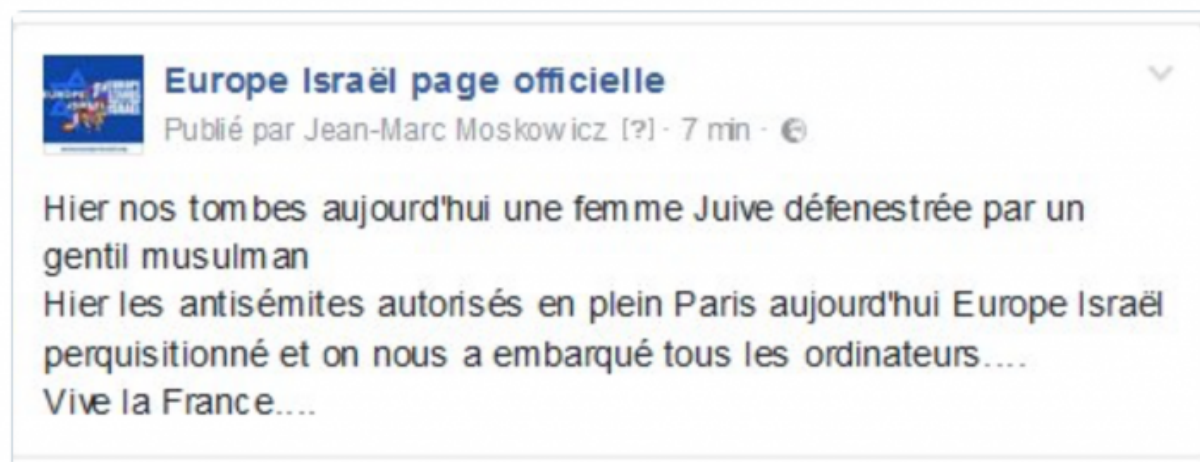 Europe Israël page officielle
Publié par Jean-Marc Moskowicz [?] · 7 min ·
Hier nos tombes aujourd'hui une femme Juive défenestrée par un
gentil musulman
Hier les antisémites autorisés en plein Paris aujourd'hui Europe Israël
perquisitionné et on nous a embarqué tous les ordinateurs....
Vive la France....